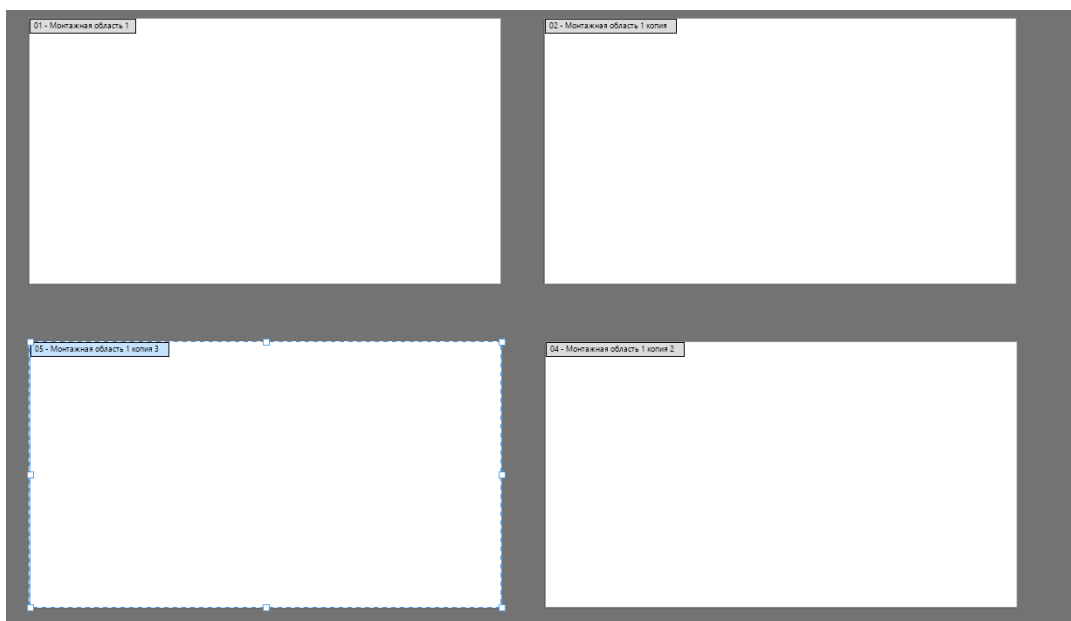 01 - Монтажная область 1
02 - Монтажная область 1 копия
05 - Монтажная область 1 копия 3
04 - Монтажная область 1 копия 2